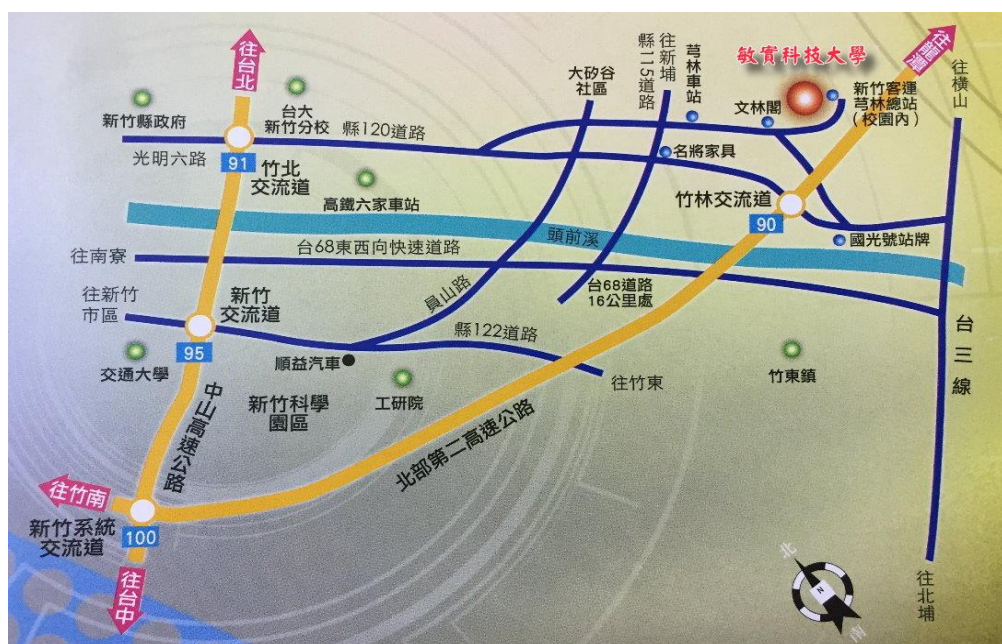 往台北
台大
新竹分校
新竹縣政府
光明六路
縣120道路
91
竹北
交流道
高鐵六家車站
大矽谷
社區
往新埔
縣115道路
芎林車站
敏實科技大學
文林閣
新竹客運
芎林總站
（校園內）
往龍潭
往橫山
名將家具
竹林交流道
90
國光號站牌
頭前溪
台68東西向快速道路
往南寮
台68道路
16公里處
員山路
往新竹
市區
新竹
交流道
95
縣122道路
順益汽車
交通大學
工研院
往竹東
竹東鎮
台三線
新竹科學
園區
中山高速公路
北部第二高速公路
往竹南
新竹系統
交流道
100
往台中
北
N
南
往北埔